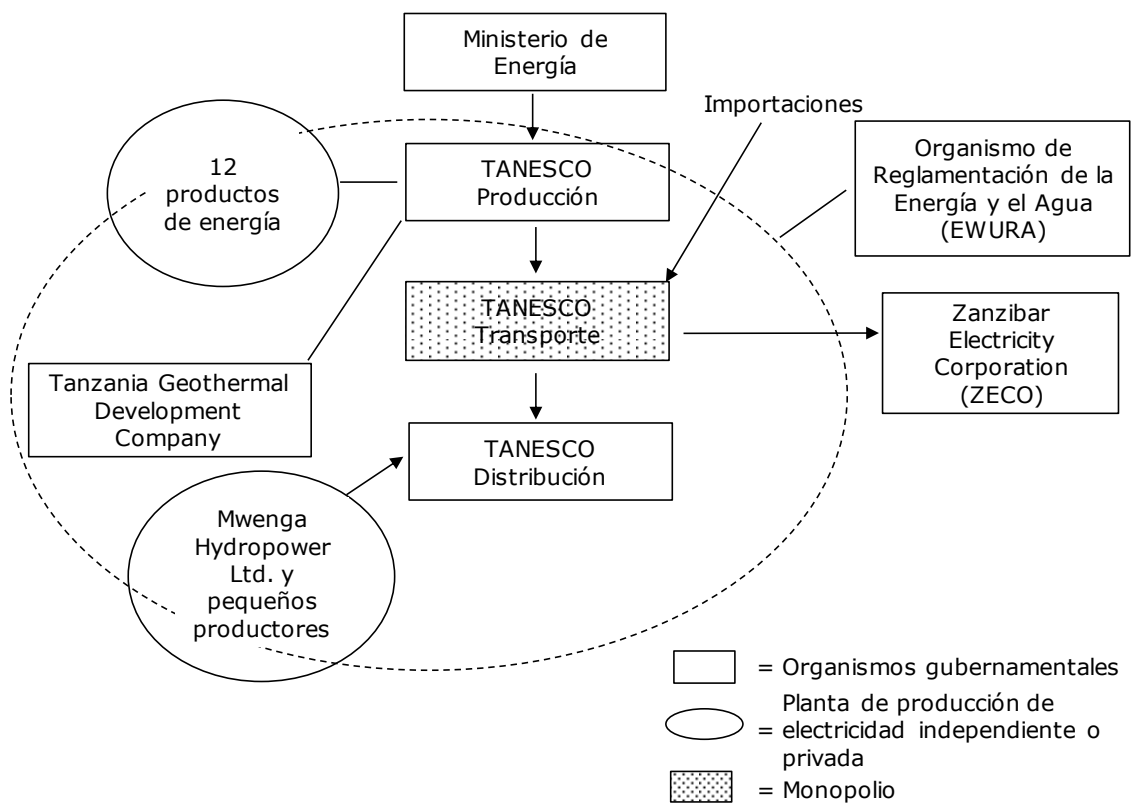 Ministerio de
Energía
Importaciones
12
productos
de energía
TANESCO
Producción
Organismo de
Reglamentación de la
Energía y el Agua
(EWURA)
TANESCO
Transporte
Zanzibar
Electricity
Corporation
(ZECO)
Tanzania Geothermal
Development
Company
TANESCO
Distribución
Mwenga
Hydropower
Ltd. y
pequeños
productores
= Organismos gubernamentales
Planta de producción de
= electricidad independiente o
privada
= Monopolio